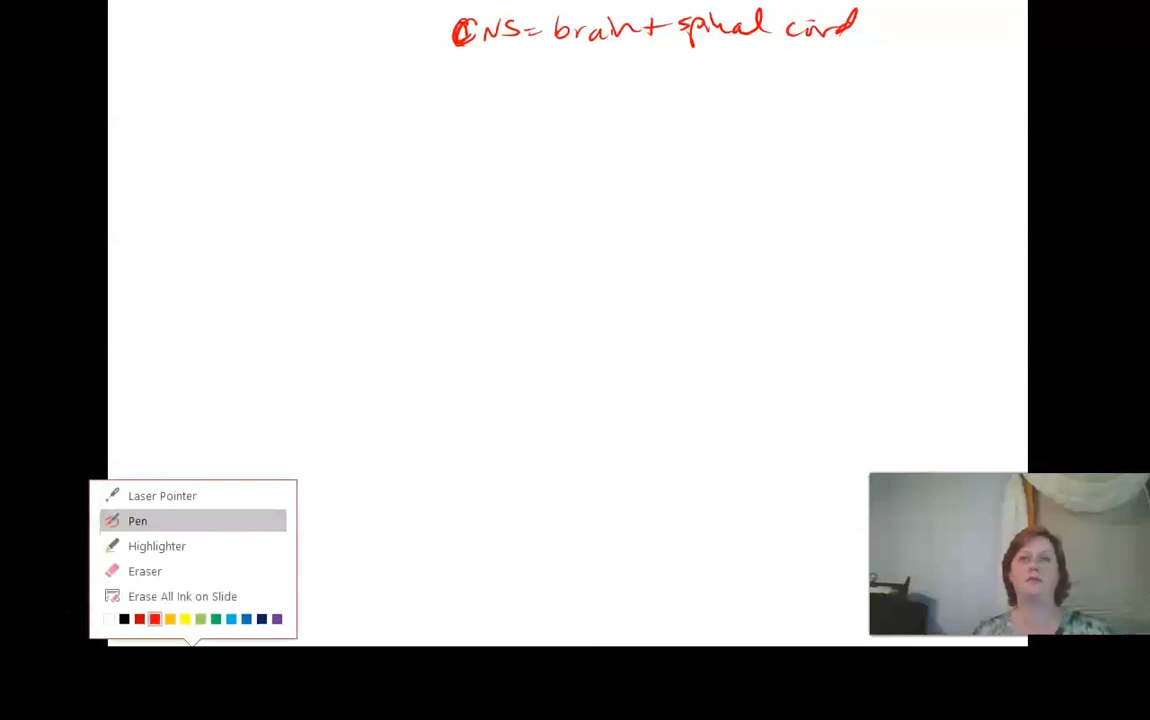 CNS = brain + spinal cord
Laser Pointer
Pen
Highlighter
Eraser
Erase All Ink on Slide